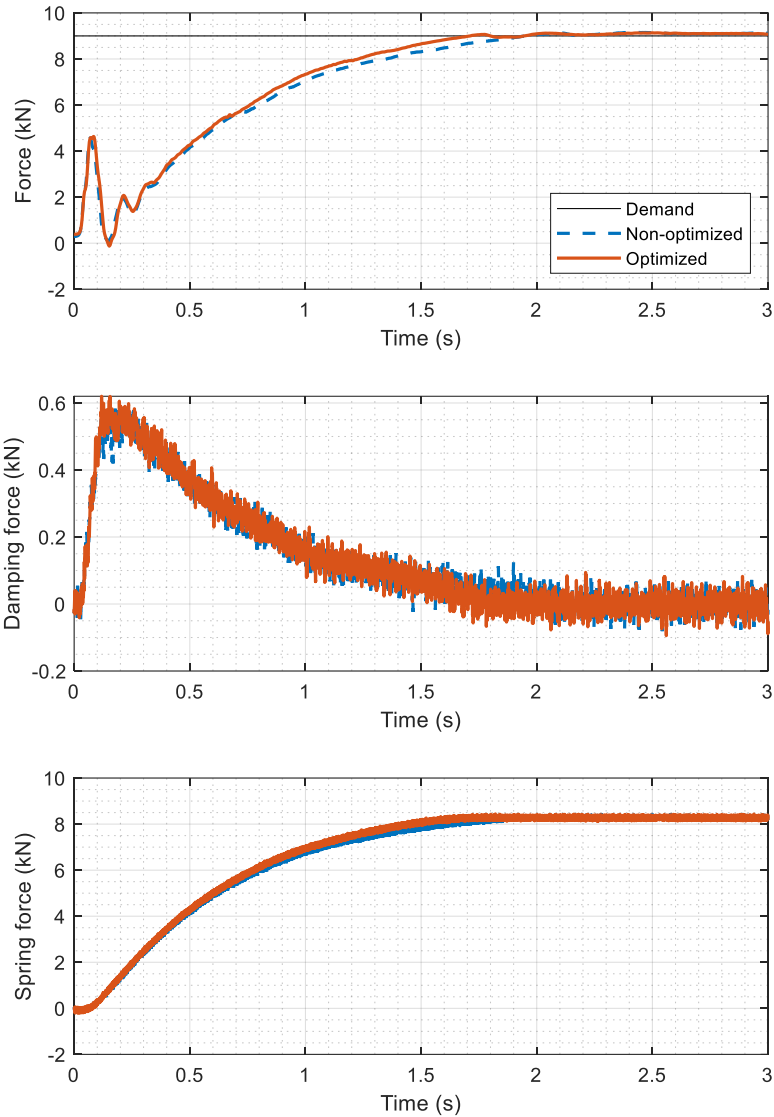 10
8
6
4
2
0
-2
Force (kN)
Demand
Non-optimized
Optimized
0 0.5 1 1.5 2 2.5 3
Time (s)
0.6
0.4
0.2
0
-0.2
Damping force (kN)
0 0.5 1 1.5 2 2.5 3
Time (s)
10
8
6
4
2
0
-2
Spring force (kN)
0 0.5 1 1.5 2 2.5 3
Time (s)